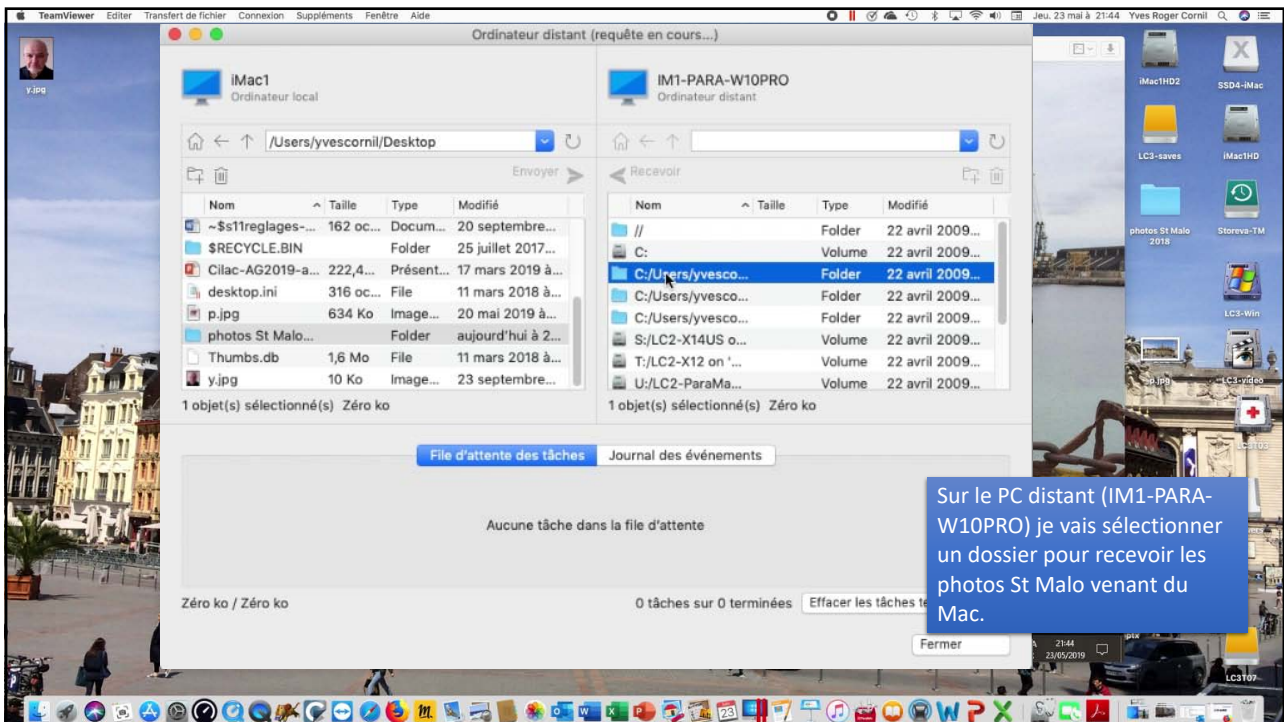 TeamViewer Editer Transfert de fichier Connexion Suppléments Fenêtre Aide Jeu. 23 mai à 21:44 Yves Roger Cornil
Ordinateur distant (requête en cours...)
y.jpg
iMac1
Ordinateur local
IM1-PARA-W10PRO
Ordinateur distant
/Users/yvescornil/Desktop
Envoyer
Recevoir
Nom Taille Type Modifié
~$s11reglages-... 162 oc... Docum... 20 septembre...
$RECYCLE.BIN Folder 25 juillet 2017...
Cilac-AG2019-a... 222,4... Présent... 17 mars 2019 à...
desktop.ini 316 oc... File 11 mars 2018 à...
p.jpg 634 Ko Image... 20 mai 2019 à...
photos St Malo... Folder aujourd'hui à 2...
Thumbs.db 1,6 Mo File 11 mars 2018 à...
y.jpg 10 Ko Image... 23 septembre...
1 objet(s) sélectionné(s) Zéro ko
Nom Taille Type Modifié
// Folder 22 avril 2009...
C: Volume 22 avril 2009...
C:/Users/yvesco... Folder 22 avril 2009...
C:/Users/yvesco... Folder 22 avril 2009...
C:/Users/yvesco... Folder 22 avril 2009...
S:/LC2-X14US o... Volume 22 avril 2009...
T:/LC2-X12 on '... Volume 22 avril 2009...
U:/LC2-ParaMa... Volume 22 avril 2009...
1 objet(s) sélectionné(s) Zéro ko
File d'attente des tâches Journal des événements
Aucune tâche dans la file d'attente
Zéro ko / Zéro ko
0 tâches sur 0 terminées Effacer les tâches te
Fermer
Sur le PC distant (IM1-PARA-
W10PRO) je vais sélectionner
un dossier pour recevoir les
photos St Malo venant du
Mac.
iMac1HD2 SSD4-iMac
LC3-saves iMac1HD
photos St Malo
2018
Storeva-TM
LC3-Win
p.jpg LC3-video
LC3T03
ptx
21:44
23/05/2019
LC3T07